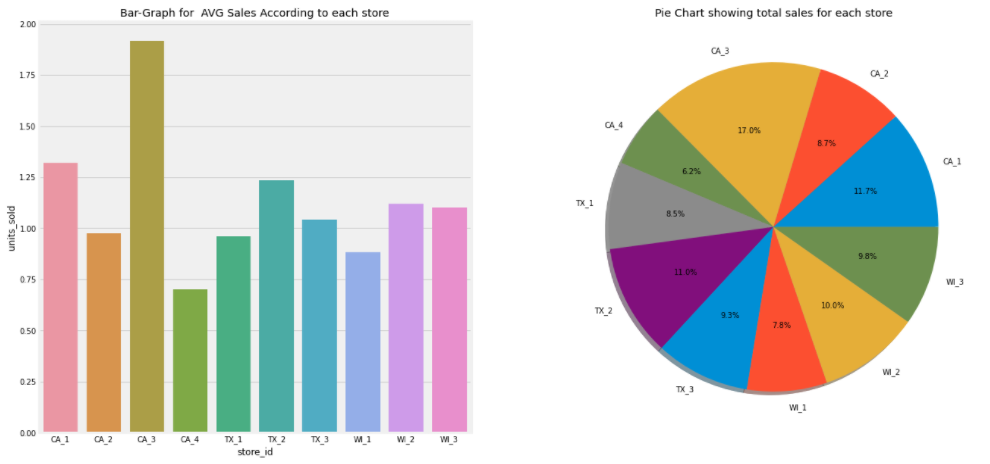 Bar-Graph for  AVG Sales According to each store
2.00
1.75
1.50
1.25
1.00
0.75
0.50
0.25
0.00
units_sold
CA_1 CA_2 CA_3 CA_4 TX_1 TX_2 TX_3 WI_1 WI_2 WI_3
store_id
Pie Chart showing total sales for each store
CA_1
11.7%
CA_2
8.7%
CA_3
17.0%
CA_4
6.2%
TX_1
8.5%
TX_2
11.0%
TX_3
9.3%
WI_1
7.8%
WI_2
10.0%
WI_3
9.8%